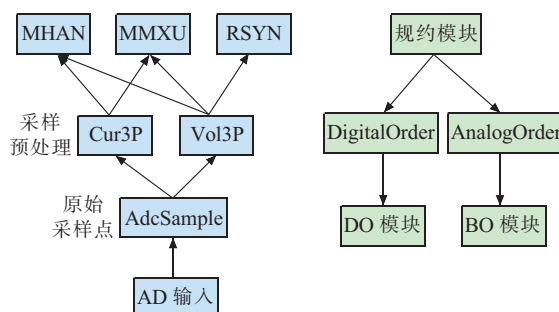 MHAN
MMXU
RSYN
规约模块
采样
预处理
Cur3P
Vol3P
DigitalOrder
AnalogOrder
原始
采样点
AdcSample
DO 模块
BO 模块
AD 输入